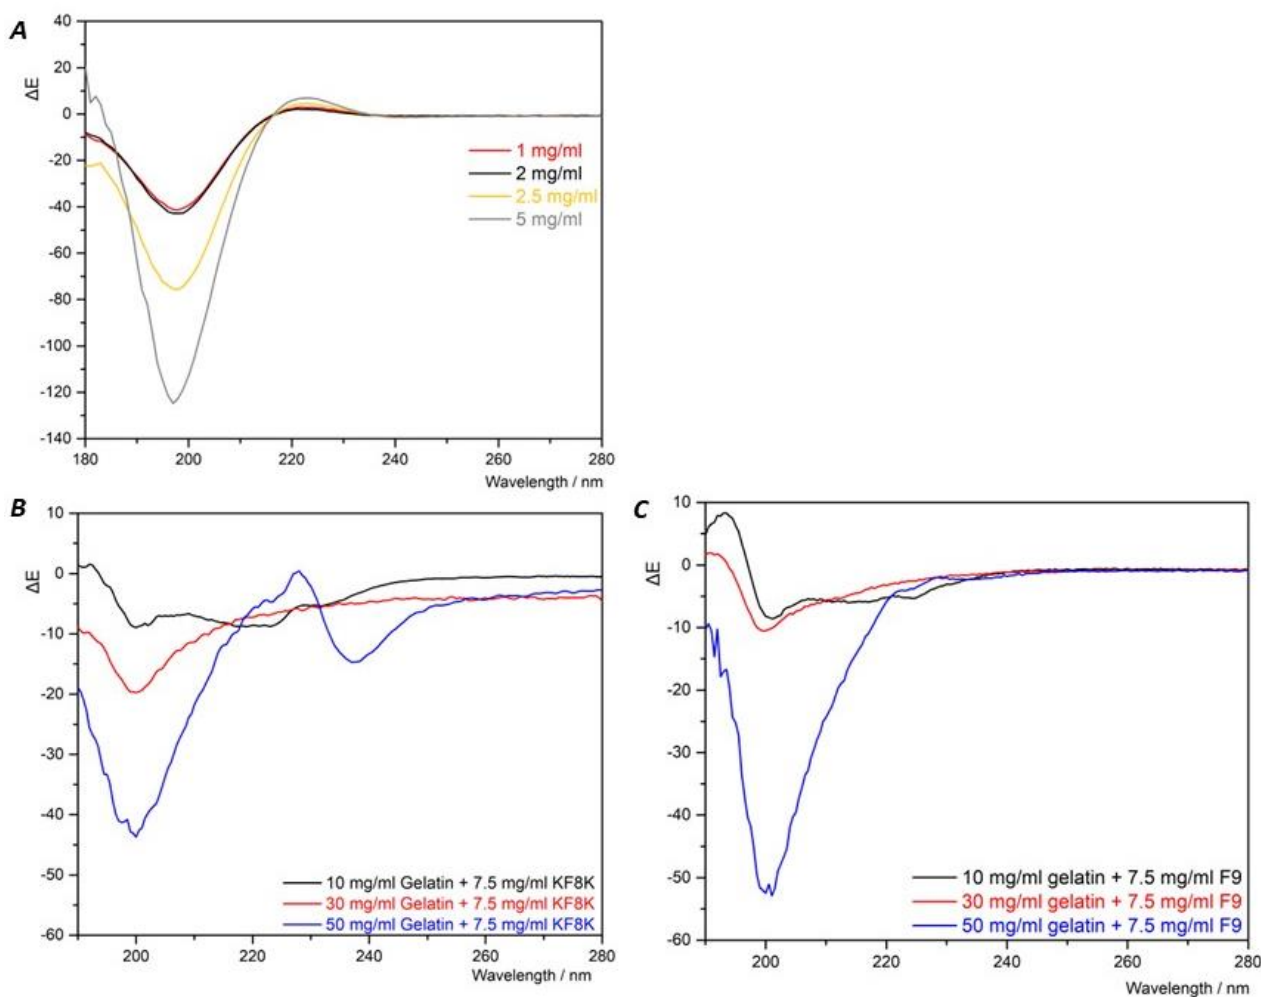 A
ΔE
40
20
0
-20
-40
-60
-80
-100
-120
-140
1 mg/ml
2 mg/ml
2.5 mg/ml
5 mg/ml
180 200 220 240 260 280
Wavelength / nm
B
ΔE
10
0
-10
-20
-30
-40
-50
-60
10 mg/ml Gelatin + 7.5 mg/ml KF8K
30 mg/ml Gelatin + 7.5 mg/ml KF8K
50 mg/ml Gelatin + 7.5 mg/ml KF8K
200 220 240 260 280
Wavelength / nm
C
ΔE
10
0
-10
-20
-30
-40
-50
-60
10 mg/ml gelatin + 7.5 mg/ml F9
30 mg/ml gelatin + 7.5 mg/ml F9
50 mg/ml gelatin + 7.5 mg/ml F9
200 220 240 260 280
Wavelength / nm